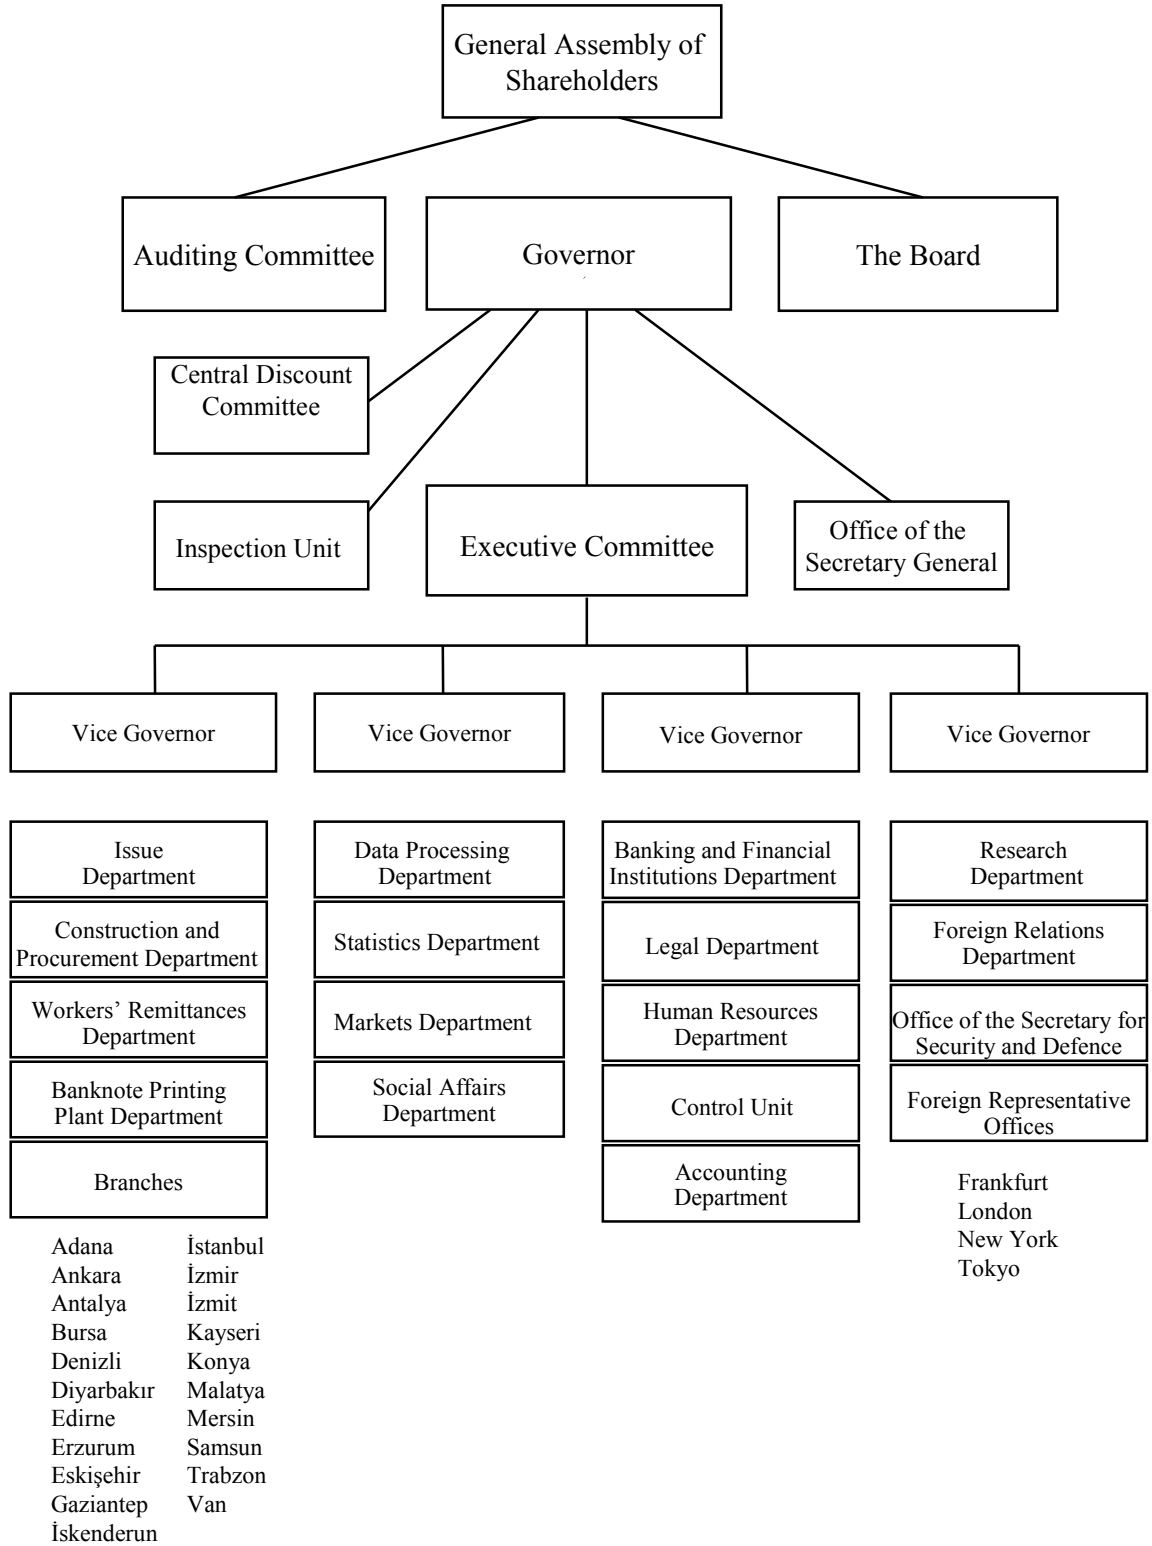 General Assembly of
Shareholders
Auditing Committee
Governor
The Board
Central Discount
Committee
Inspection Unit
Executive Committee
Office of the
Secretary General
Vice Governor
Vice Governor
Vice Governor
Vice Governor
Issue
Department
Construction and
Procurement Department
Workers’ Remittances
Department
Banknote Printing
Plant Department
Branches
Adana
Ankara
Antalya
Bursa
Denizli
Diyarbakır
Edirne
Erzurum
Eskişehir
Gaziantep
İskenderun
İstanbul
İzmir
İzmit
Kayseri
Konya
Malatya
Mersin
Samsun
Trabzon
Van
Data Processing
Department
Statistics Department
Markets Department
Social Affairs
Department
Banking and Financial
Institutions Department
Legal Department
Human Resources
Department
Control Unit
Accounting
Department
Research
Department
Foreign Relations
Department
Office of the Secretary for
Security and Defence
Foreign Representative
Offices
Frankfurt
London
New York
Tokyo